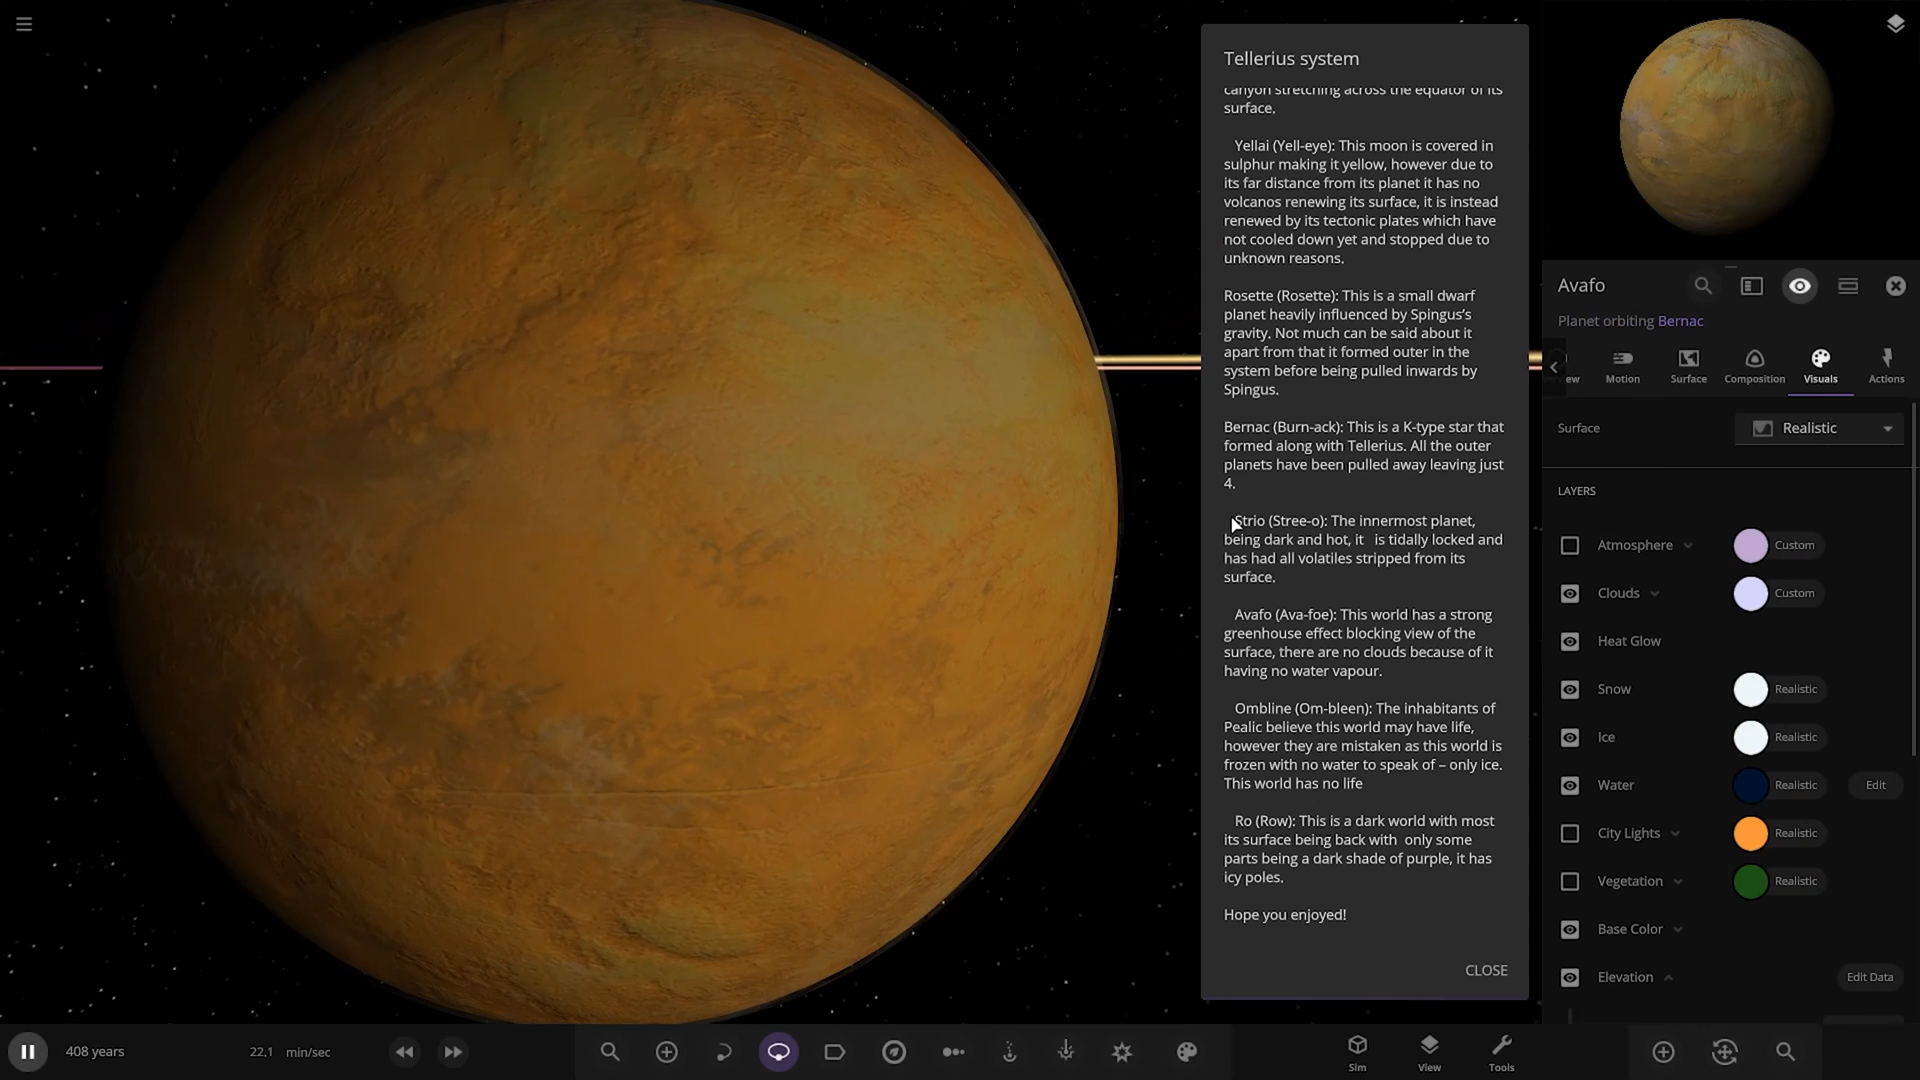 Tellerius system
canyon stretching across the equator of its
surface.
Yellai (Yell-eye): This moon is covered in
sulphur making it yellow, however due to
its far distance from its planet it has no
volcanos renewing its surface, it is instead
renewed by its tectonic plates which have
not cooled down yet and stopped due to
unknown reasons.
Rosette (Rosette): This is a small dwarf
planet heavily influenced by Spingus's
gravity. Not much can be said about it
apart from that it formed outer in the
system before being pulled inwards by
Spingus.
Bernac (Burn-ack): This is a K-type star that
formed along with Tellerius. All the outer
planets have been pulled away leaving just
4.
Strio (Stree-o): The innermost planet,
being dark and hot, it   is tidally locked and
has had all volatiles stripped from its
surface.
Avafo (Ava-foe): This world has a strong
greenhouse effect blocking view of the
surface, there are no clouds because of it
having no water vapour.
Ombline (Om-bleen): The inhabitants of
Pealic believe this world may have life,
however they are mistaken as this world is
frozen with no water to speak of – only ice.
This world has no life
Ro (Row): This is a dark world with most
its surface being back with  only some
parts being a dark shade of purple, it has
icy poles.
Hope you enjoyed!
CLOSE
Avafo
Planet orbiting Bernac
ew Motion Surface Composition Visuals Actions
Surface Realistic
LAYERS
Atmosphere Custom
Clouds Custom
Heat Glow
Snow Realistic
Ice Realistic
Water Realistic Edit
City Lights Realistic
Vegetation Realistic
Base Color
Elevation Edit Data
408 years 22.1 min/sec Sim View Tools